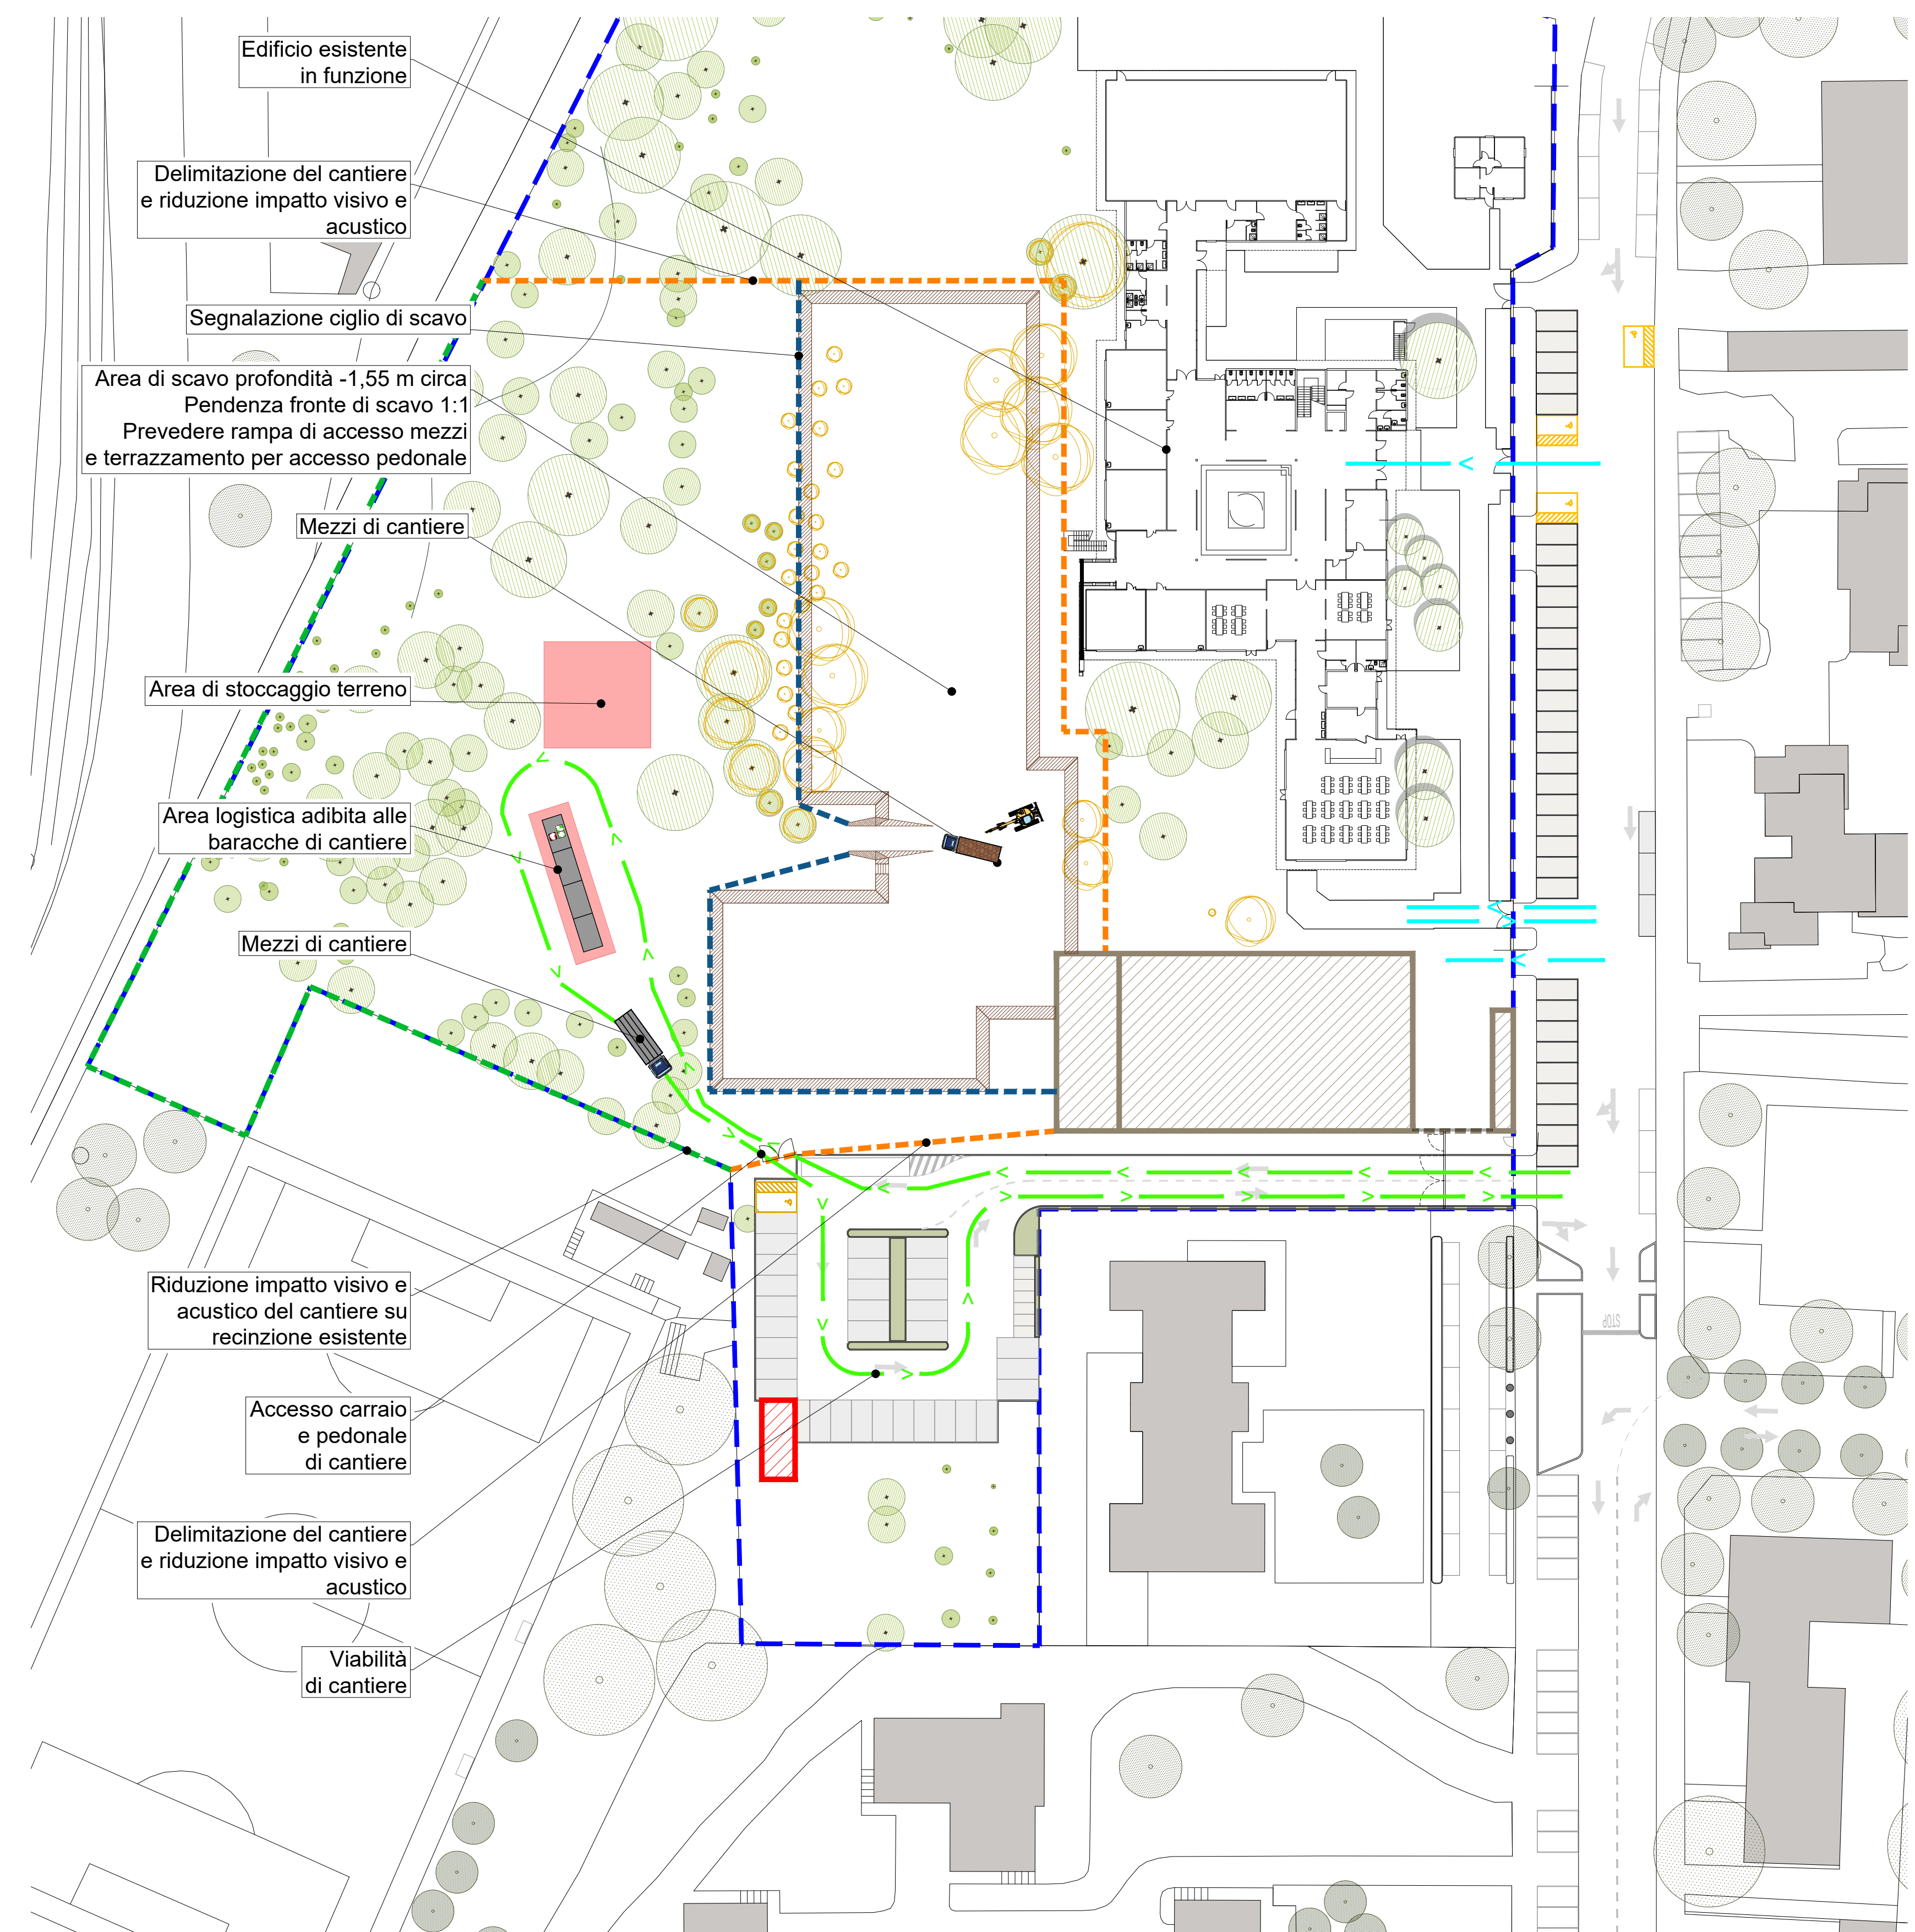 Edificio esistente
in funzione
Delimitazione del cantiere
e riduzione impatto visivo e
acustico
Segnalazione ciglio di scavo
Area di scavo profondità -1,55 m circa
Pendenza fronte di scavo 1:1
Prevedere rampa di accesso mezzi
e terrazzamento per accesso pedonale
Mezzi di cantiere
Area di stoccaggio terreno
Area logistica adibita alle
baracche di cantiere
Mezzi di cantiere
Riduzione impatto visivo e
acustico del cantiere su
recinzione esistente
STOP
Accesso carraio
e pedonale
di cantiere
Delimitazione del cantiere
e riduzione impatto visivo e
acustico
Viabilità
di cantiere